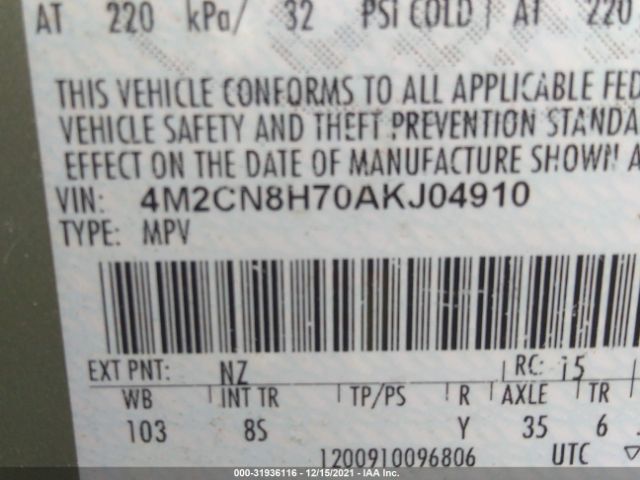 AT 220 kPa/ 32 PSI COLD AT 220
THIS VEHICLE CONFORMS TO ALL APPLICABLE FED
VEHICLE SAFETY AND THEFT PREVENTION STANDA
EFFECT ON THE DATE OF MANUFACTURE SHOWN A
VIN: 4M2CN8H70AKJ04910
TYPE: MPV
EXT PNT: NZ RC: 15
WB INT TR TP/PS R AXLE TR
103 8S Y 35 6
1200910096806 UTC
000-31936116 - 12/15/2021 - IAA Inc.